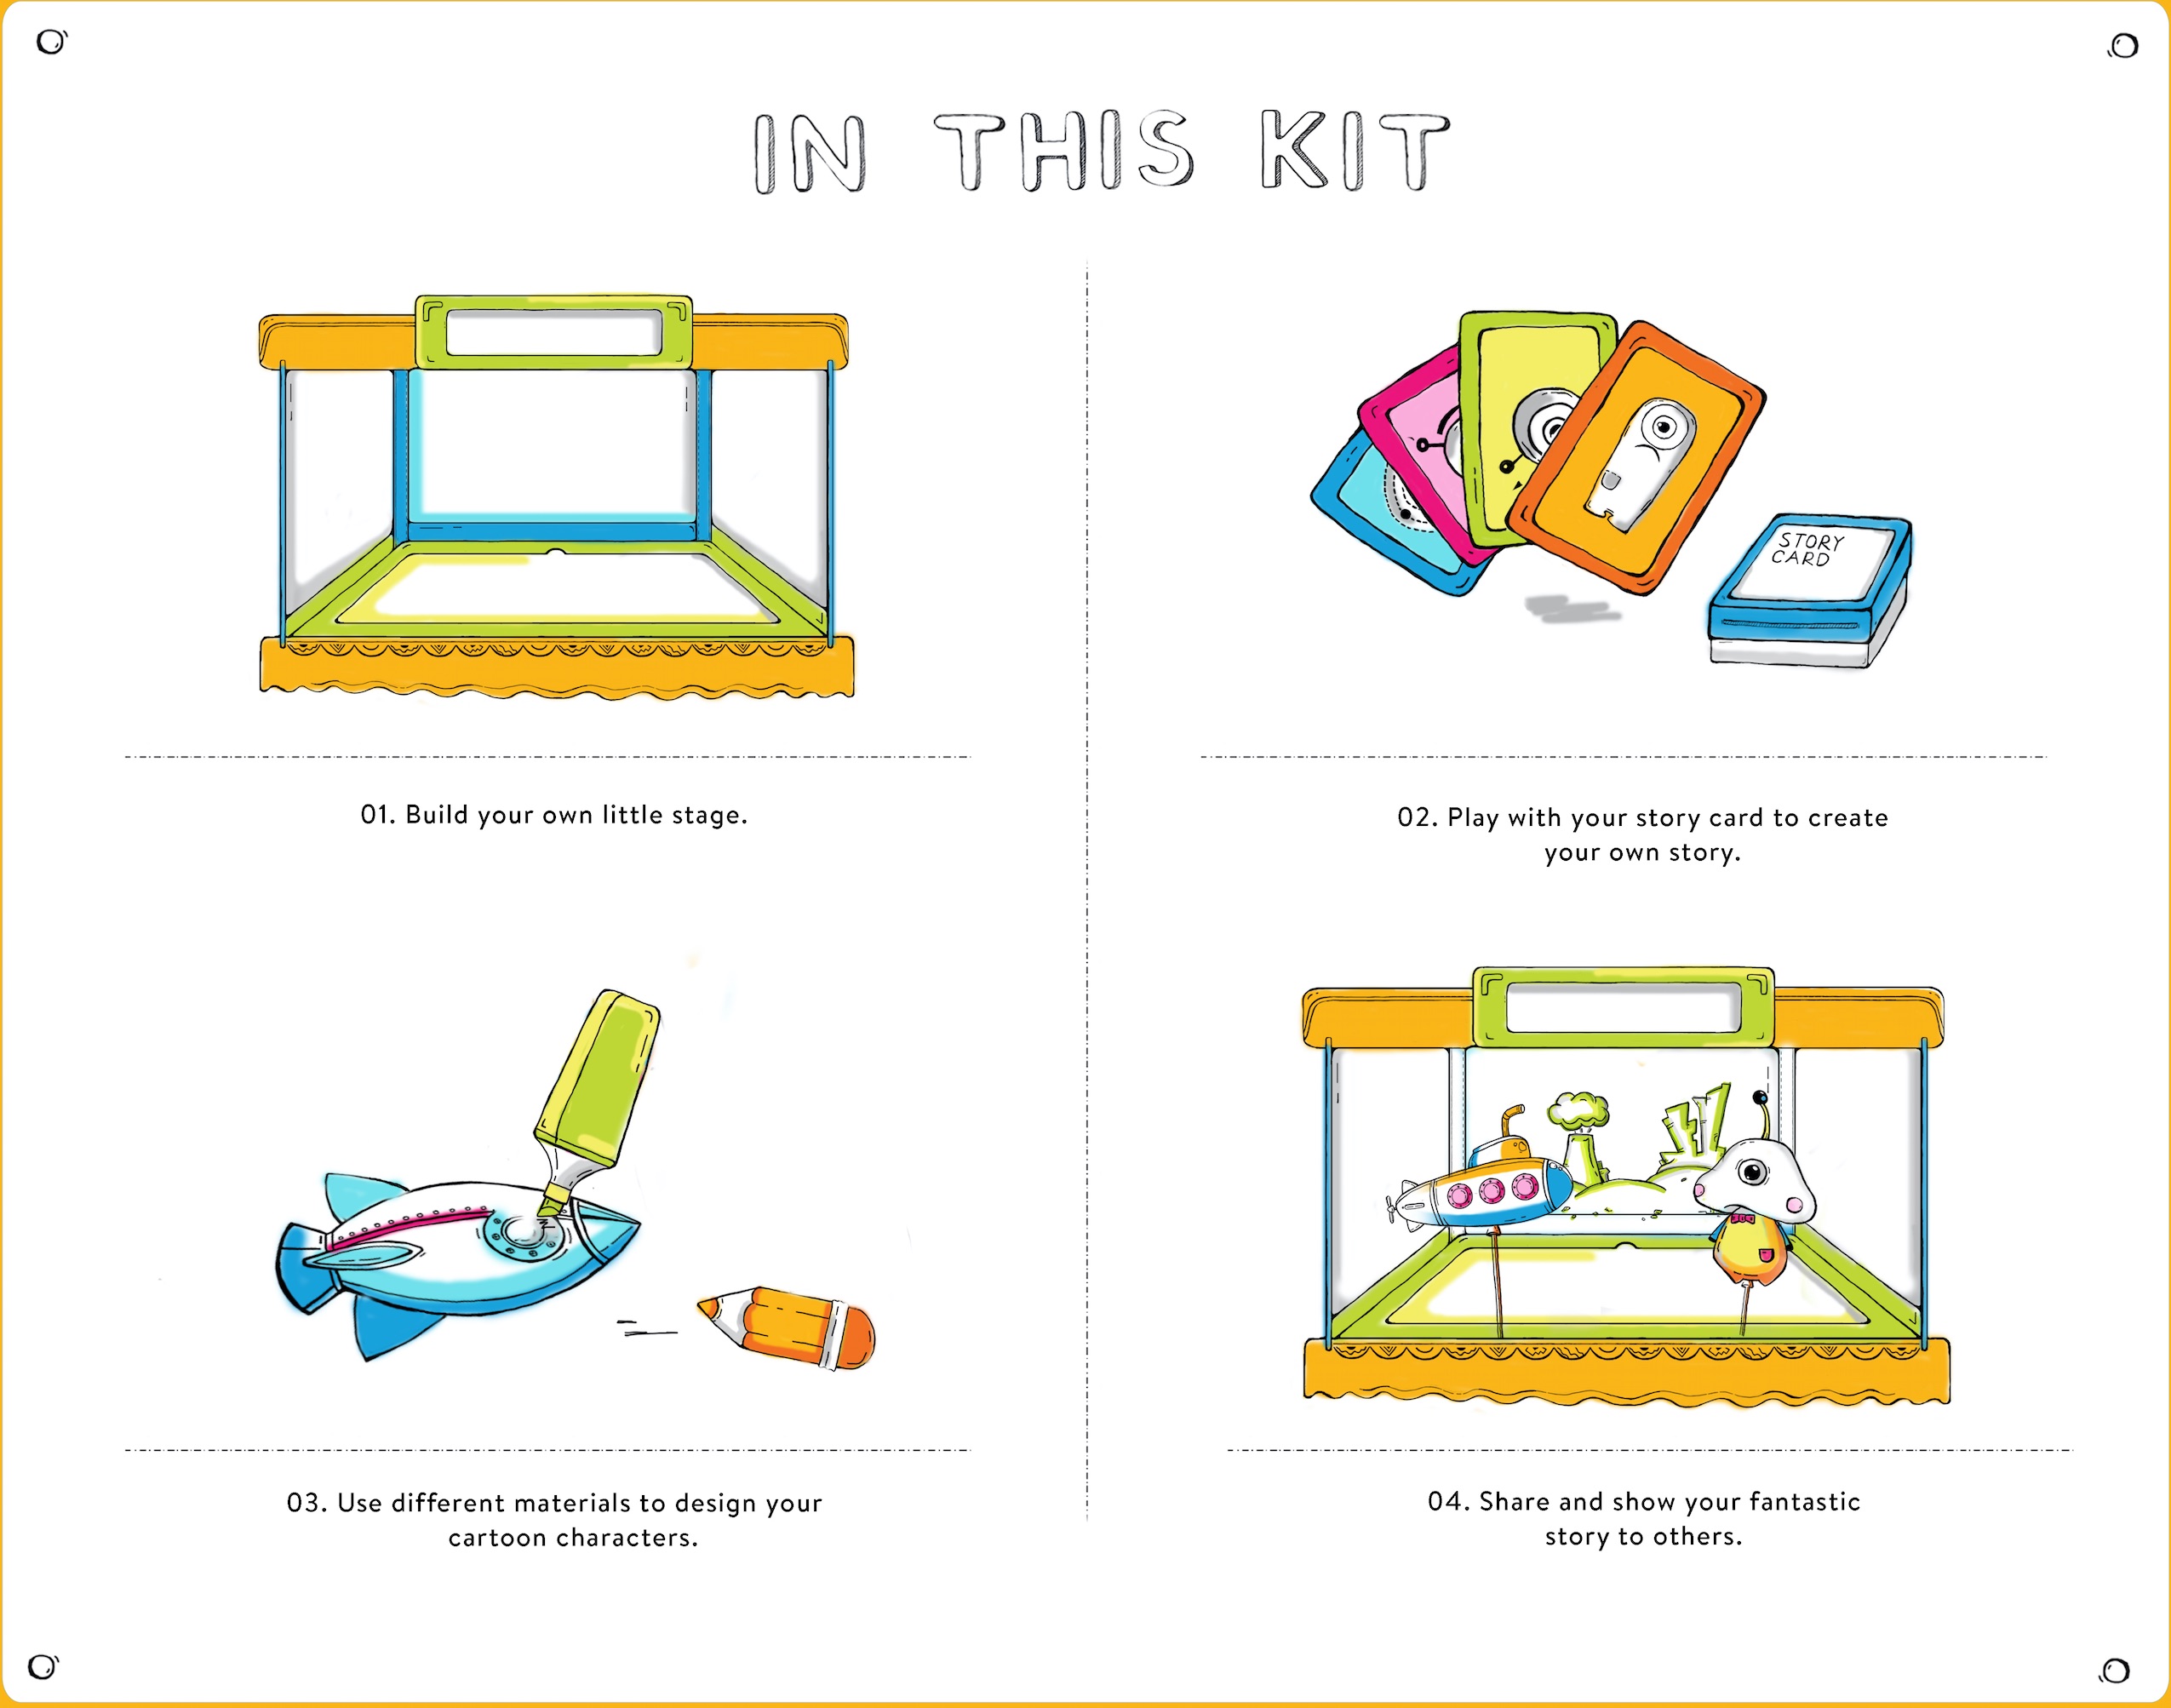 IN THIS KIT
STORY
CARD
01. Build your own little stage.
02. Play with your story card to create
your own story.
03. Use different materials to design your
cartoon characters.
04. Share and show your fantastic
story to others.